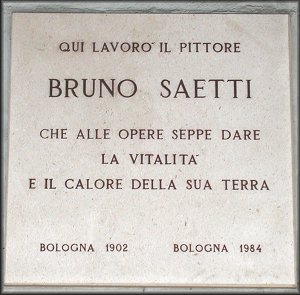 QUI LAVORO' IL PITTORE
BRUNO SAETTI
CHE ALLE OPERE SEPPE DARE
LA VITALITA'
E IL CALORE DELLA SUA TERRA
BOLOGNA 1902 BOLOGNA 1984